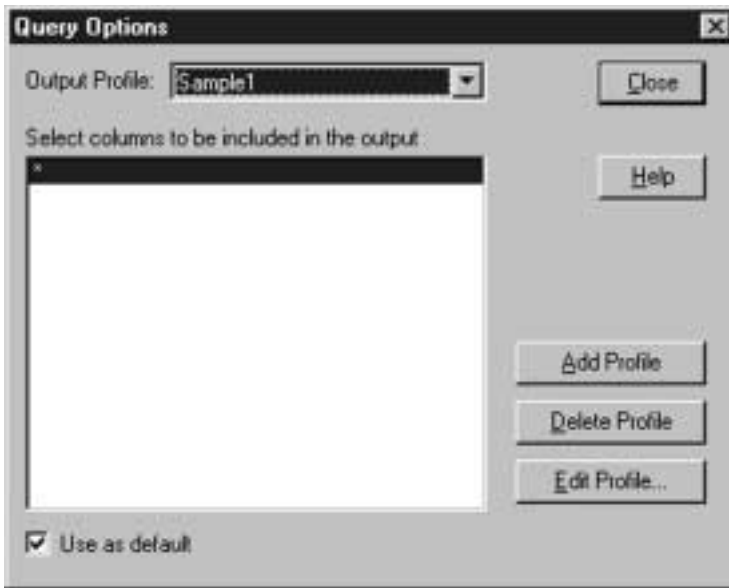 Query Options
Output Profile: Sample1
Close
Select columns to be included in the output
*
Help
Add Profile
Delete Profile
Edit Profile...
Use as default